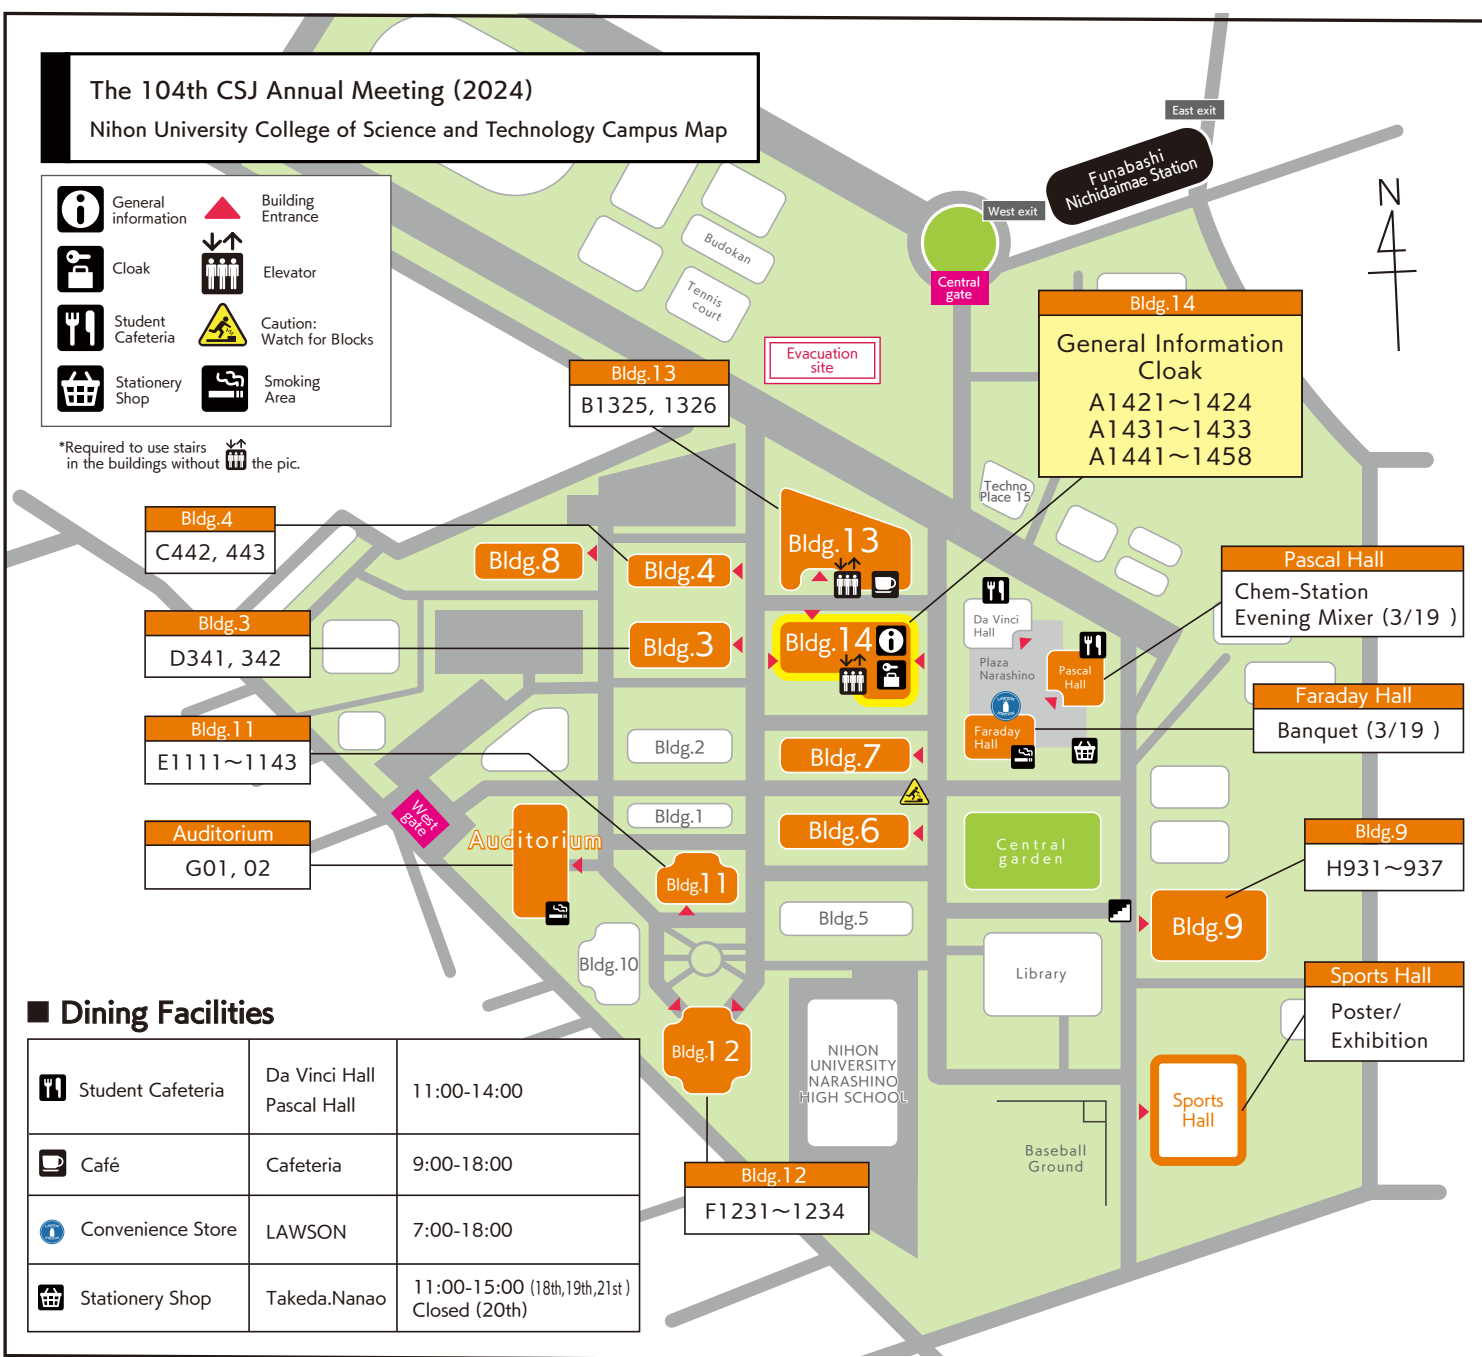 The 104th CSJ Annual Meeting (2024)
Nihon University College of Science and Technology Campus Map
General
information
Building
Entrance
Cloak
Elevator
Student
Cafeteria
Caution:
Watch for Blocks
Stationery
Shop
Smoking
Area
*Required to use stairs
in the buildings without the pic.
East exit
Funabashi
Nichidaimae Station
West exit
N
Central
gate
Budokan
Tennis
court
Evacuation
site
Bldg.14
General Information
Cloak
A1421～1424
A1431～1433
A1441～1458
Bldg.13
B1325, 1326
Techno
Place 15
Bldg.4
C442, 443
Bldg.8
Bldg.4
Bldg.13
Pascal Hall
Chem-Station
Evening Mixer (3/19 )
Bldg.3
D341, 342
Bldg.3
Bldg.14
Da Vinci
Hall
Plaza
Narashino
Pascal
Hall
Faraday Hall
Banquet (3/19 )
Bldg.11
E1111～1143
Bldg.2
Bldg.7
Faraday
Hall
West
gate
Bldg.1
Bldg.6
Auditorium
G01, 02
Auditorium
Central
garden
Bldg.9
H931～937
Bldg.11
Bldg.5
Bldg.9
Bldg.10
Library
Sports Hall
Poster/
Exhibition
Bldg.12
NIHON
UNIVERSITY
NARASHINO
HIGH SCHOOL
Sports
Hall
Baseball
Ground
Bldg.12
F1231～1234
■ Dining Facilities
Student Cafeteria
Da Vinci Hall
Pascal Hall
11:00-14:00
Café
Cafeteria
9:00-18:00
Convenience Store
LAWSON
7:00-18:00
Stationery Shop
Takeda.Nanao
11:00-15:00 (18th,19th,21st )
Closed (20th)